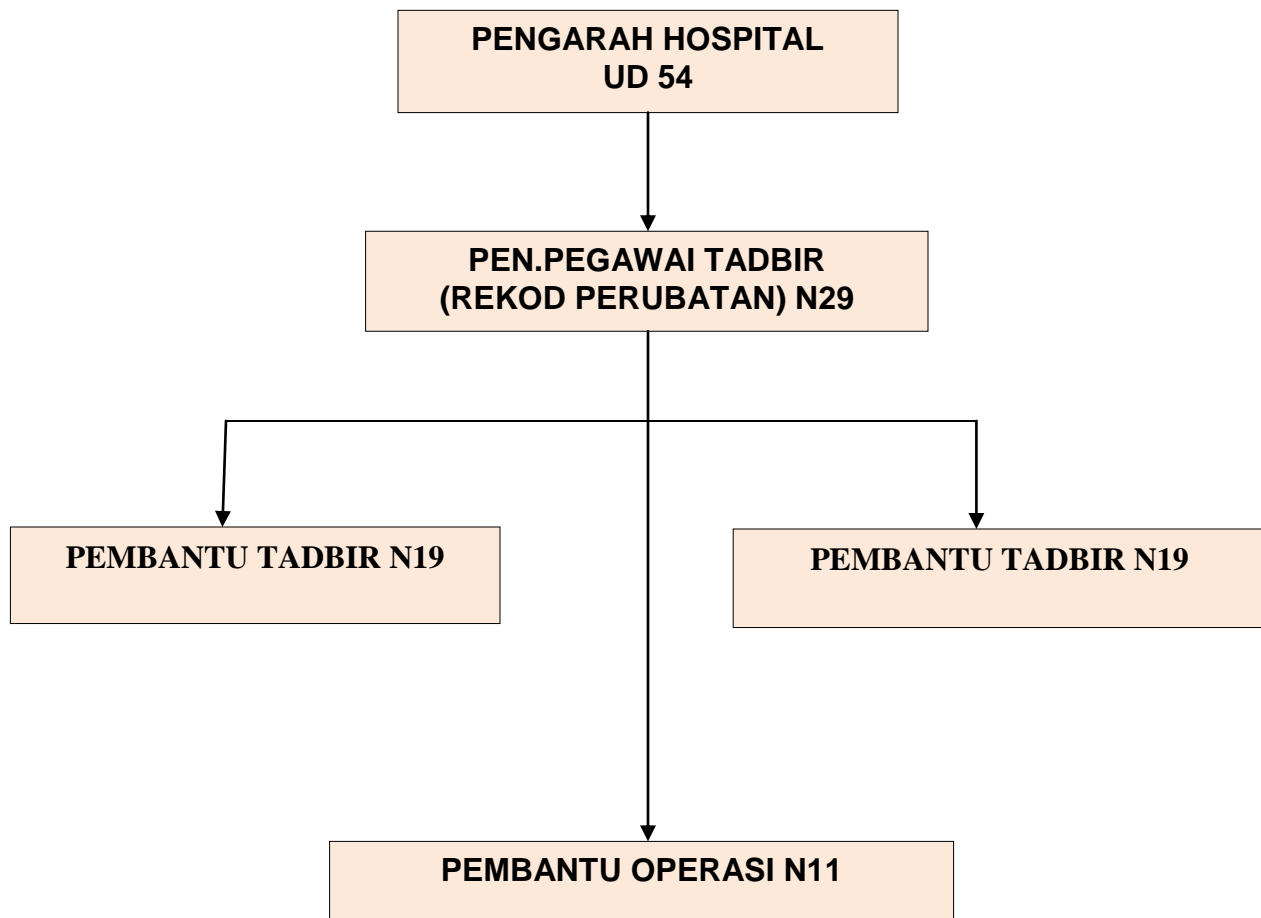 PENGARAH HOSPITAL
UD 54
PEN.PEGAWAI TADBIR
(REKOD PERUBATAN) N29
PEMBANTU TADBIR N19
PEMBANTU TADBIR N19
PEMBANTU OPERASI N11